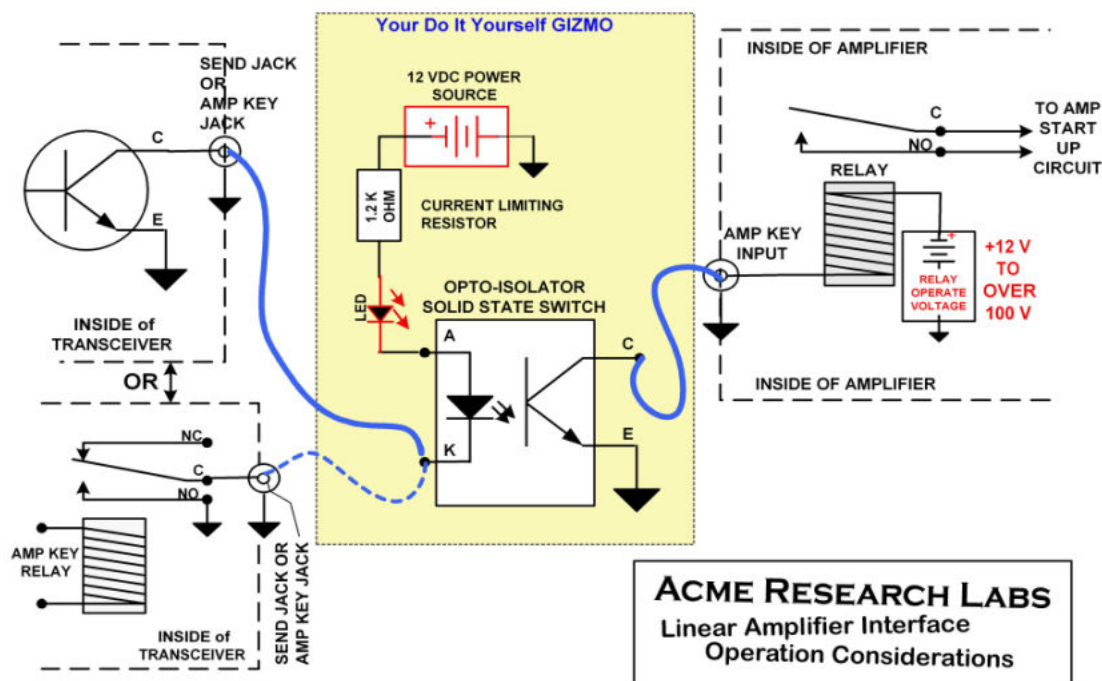 Your Do It Yourself GIZMO
SEND JACK
OR
AMP KEY
JACK
C
E
INSIDE of
TRANSCEIVER
OR
NC
C
NO
AMP KEY
RELAY
INSIDE of
TRANSCEIVER
SEND JACK OR
AMP KEY JACK
12 VDC POWER
SOURCE
+
1.2 K
OHM
CURRENT LIMITING
RESISTOR
LED
OPTO-ISOLATOR
SOLID STATE SWITCH
A
K
C
E
INSIDE OF AMPLIFIER
C
NO
TO AMP
START
UP
CIRCUIT
RELAY
AMP KEY
INPUT
+
RELAY
OPERATE
VOLTAGE
+12 V
TO
OVER
100 V
INSIDE OF AMPLIFIER
ACME RESEARCH LABS
Linear Amplifier Interface
Operation Considerations